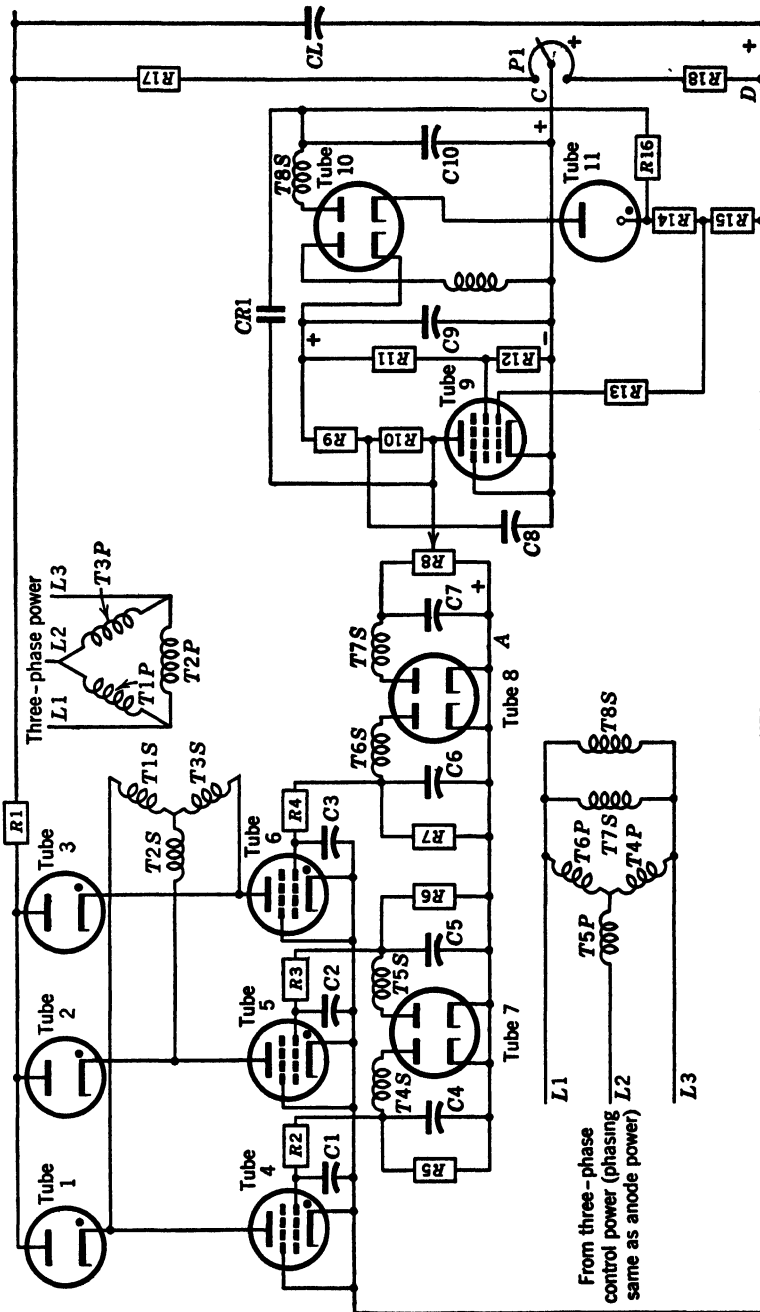 Three-phase power
L1
L2
L3
T1P
T3P
T2P
R1
R17
CL
Tube
1
Tube
2
Tube
3
T1S
T2S
T3S
P1
C
+
R18
D
+
T8S
Tube
10
C10
+
Tube
11
R16
R14
R15
CR1
+
R11
C9
R12
-
R9
R10
Tube
9
R13
C8
Tube
4
R2
C1
Tube
5
R3
C2
Tube
6
R4
C3
R5
C4
T4S
Tube 7
T5S
C5
R6
R7
C6
T6S
Tube 8
T7S
C7
R8
+
A
L1
L2
L3
T6P
T5P
T4P
T7S
T8S
From three-phase
control power (phasing
same as anode power)